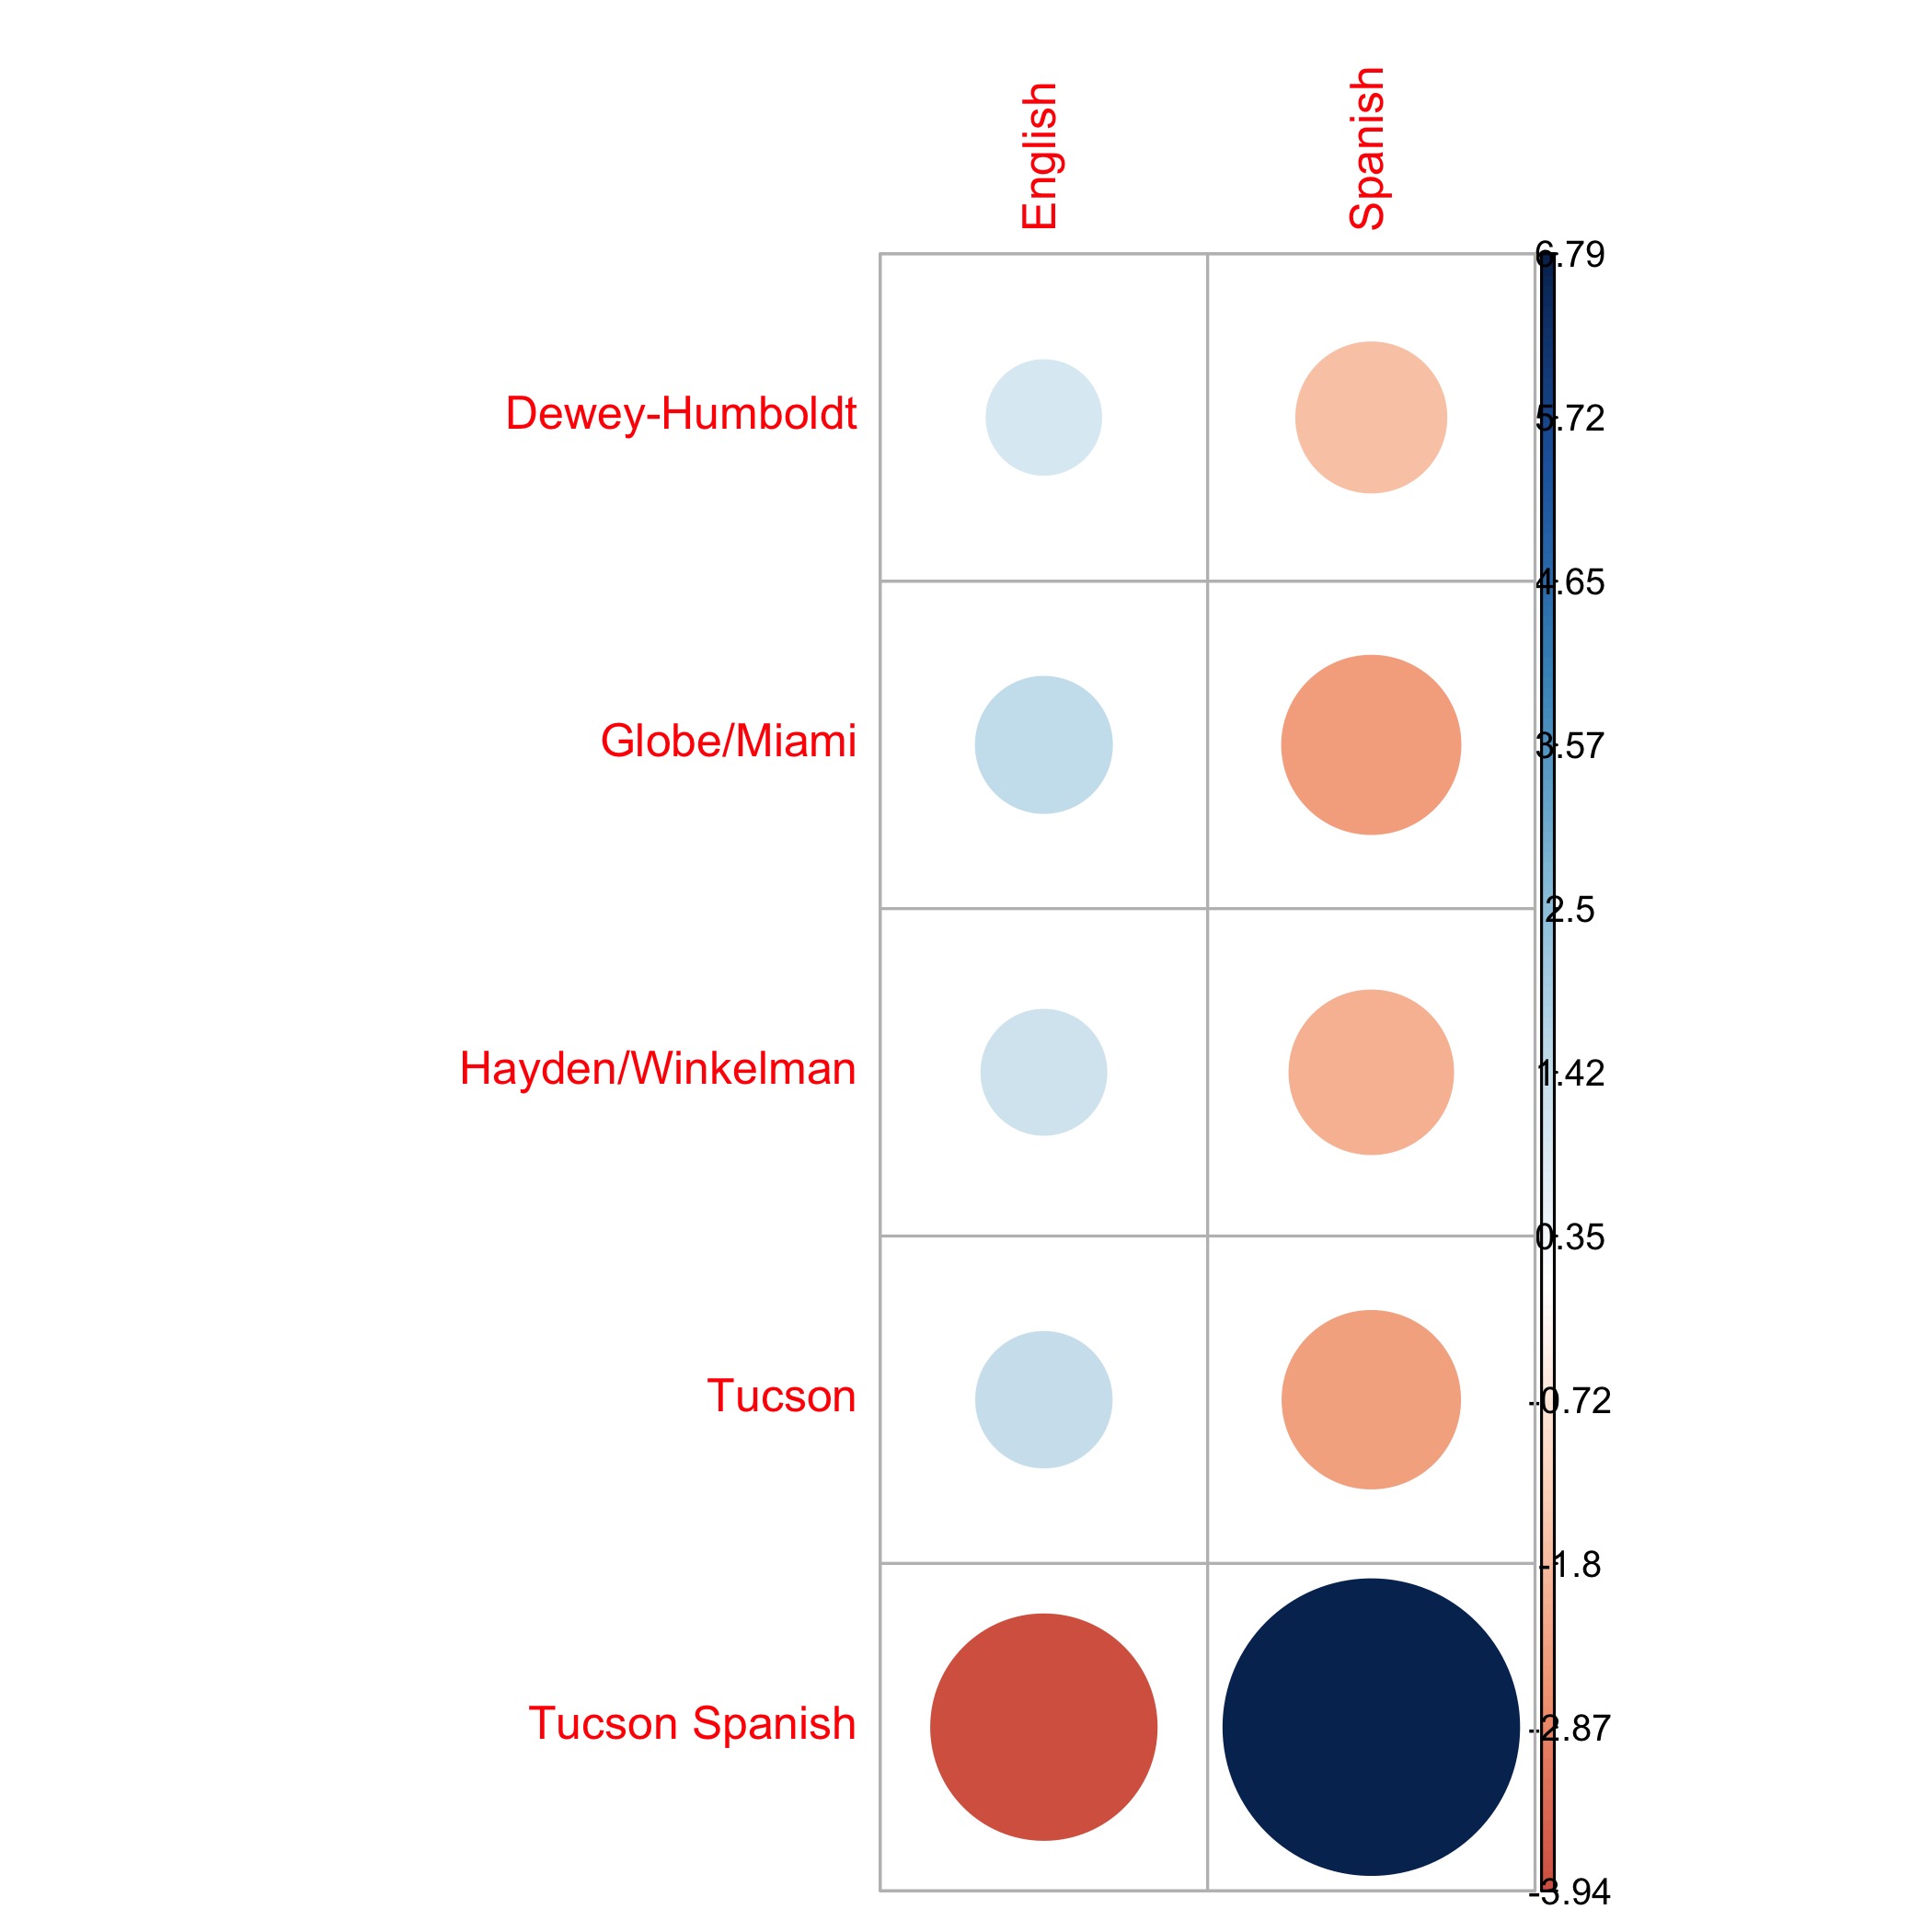 English
Spanish
6.79
Dewey-Humboldt
5.72
4.65
Globe/Miami
3.57
2.5
Hayden/Winkelman
1.42
0.35
Tucson
-0.72
-1.8
Tucson Spanish
-2.87
-3.94